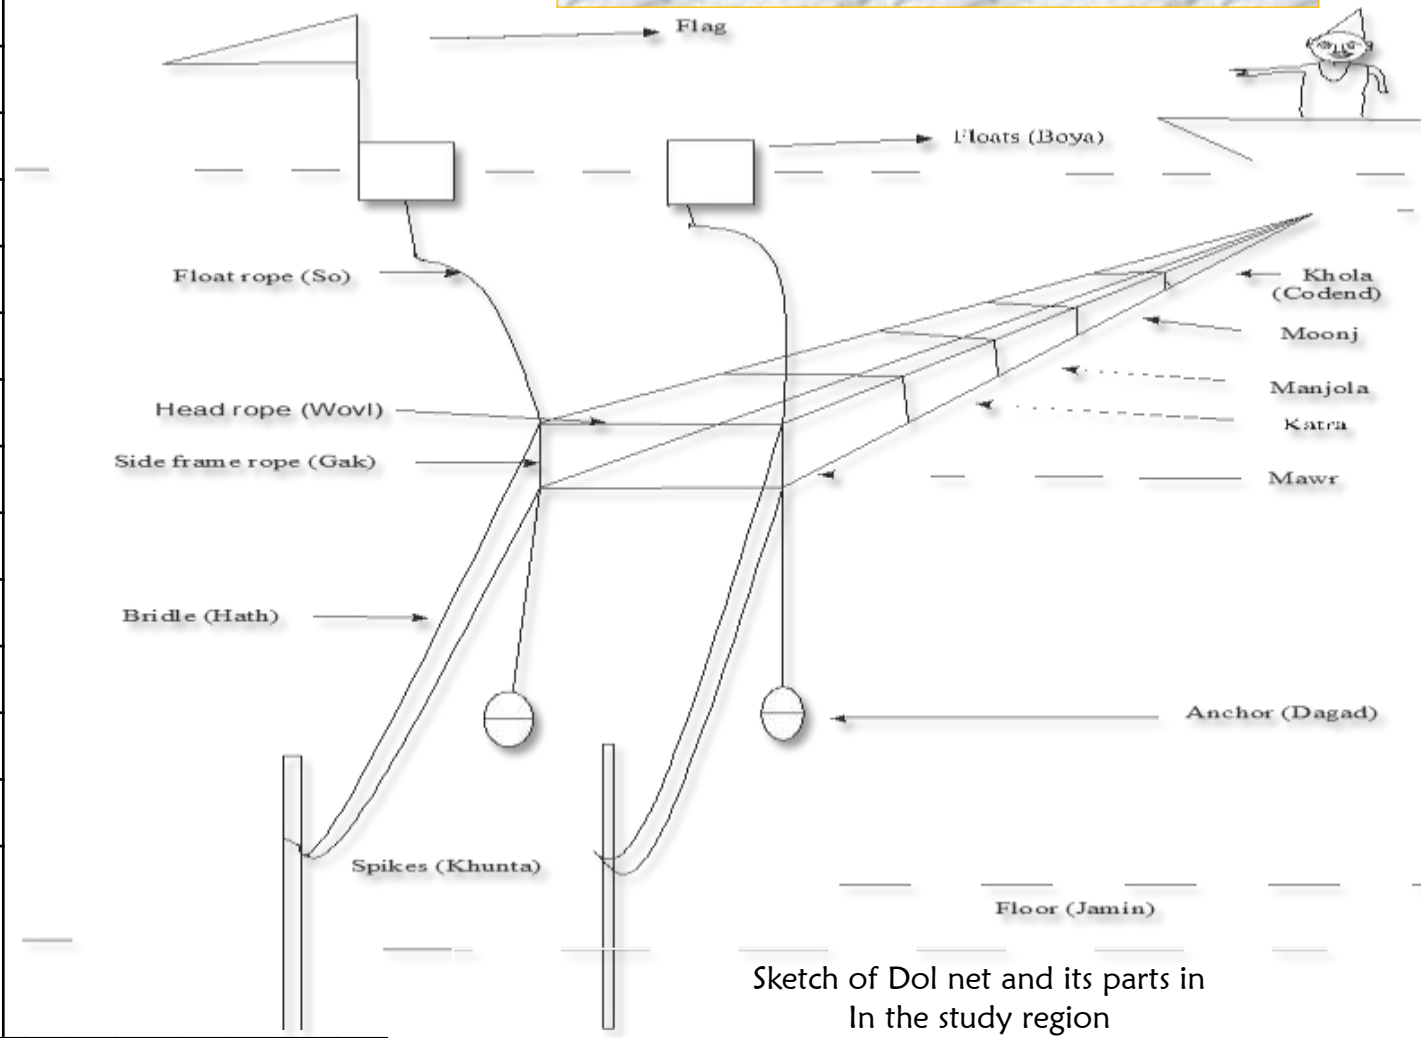 Flag
Floats (Boya)
Float rope (So)
Khola
(Codend)
Moonj
Manjola
Head rope (Wovl)
Katra
Side frame rope (Gak)
Mawr
Bridle (Hath)
Anchor (Dagad)
Spikes (Khunta)
Floor (Jamin)
Sketch of Dol net and its parts in
In the study region